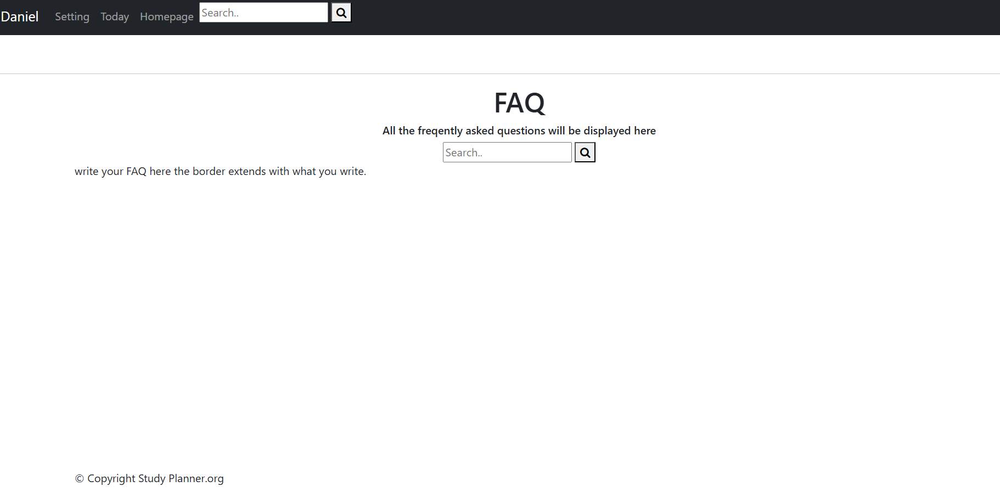 Daniel Setting Today Homepage Search..
FAQ
All the freqently asked questions will be displayed here
Search..
write your FAQ here the border extends with what you write.
© Copyright Study Planner.org